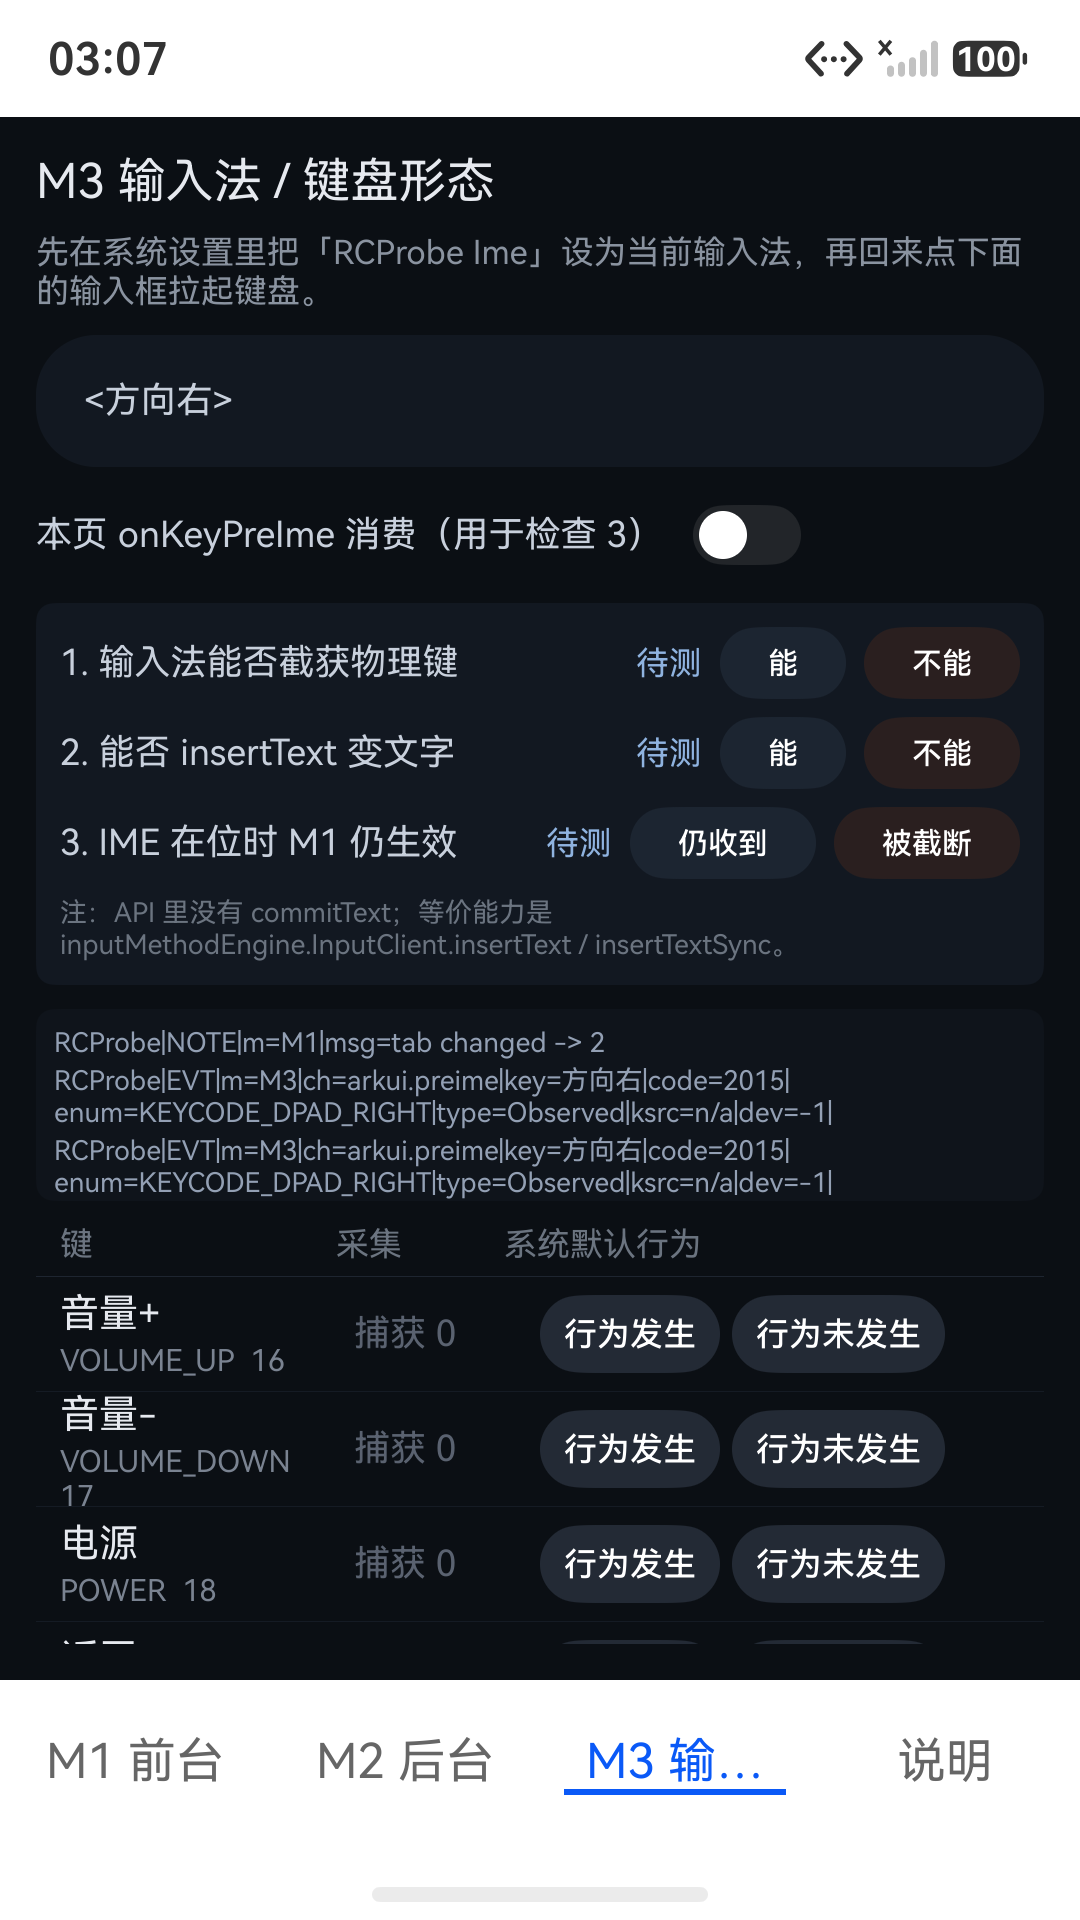 03:07
100
M3 输入法 / 键盘形态
先在系统设置里把「RCProbe Ime」设为当前输入法，再回来点下面
的输入框拉起键盘。
<方向右>
本页 onKeyPreIme 消费（用于检查 3）
1. 输入法能否截获物理键 待测 能 不能
2. 能否 insertText 变文字 待测 能 不能
3. IME 在位时 M1 仍生效 待测 仍收到 被截断
注：API 里没有 commitText；等价能力是
inputMethodEngine.InputClient.insertText / insertTextSync。
RCProbe|NOTE|m=M1|msg=tab changed -> 2
RCProbe|EVT|m=M3|ch=arkui.preime|key=方向右|code=2015|
enum=KEYCODE_DPAD_RIGHT|type=Observed|ksrc=n/a|dev=-1|
RCProbe|EVT|m=M3|ch=arkui.preime|key=方向右|code=2015|
enum=KEYCODE_DPAD_RIGHT|type=Observed|ksrc=n/a|dev=-1|
键 采集 系统默认行为
音量+
VOLUME_UP 16
捕获 0 行为发生 行为未发生
音量-
VOLUME_DOWN
17
捕获 0 行为发生 行为未发生
电源
POWER 18
捕获 0 行为发生 行为未发生
M1 前台 M2 后台 M3 输... 说明